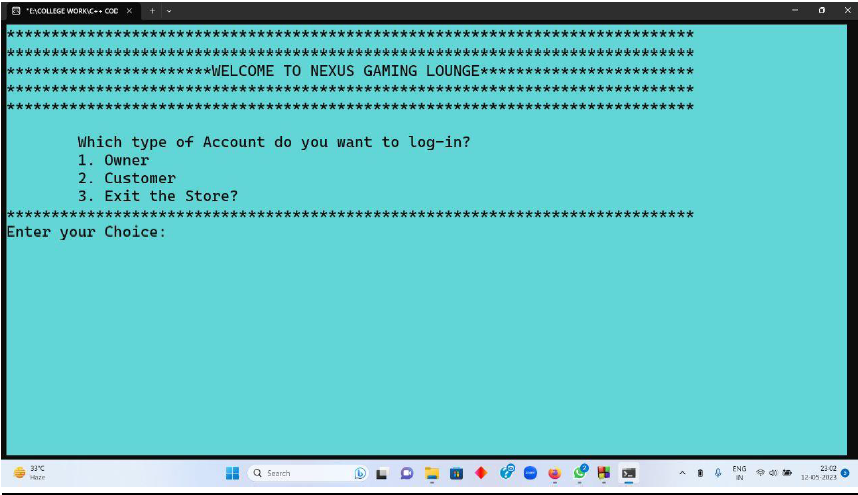 "E:\COLLEGE WORK\C++ COD
*****************************************************************************
*****************************************************************************
***********************WELCOME TO NEXUS GAMING LOUNGE************************
*****************************************************************************
*****************************************************************************
Which type of Account do you want to log-in?
1. Owner
2. Customer
3. Exit the Store?
*****************************************************************************
Enter your Choice:
33°C
Haze
Search
ENG
IN
23:02
12-05-2023